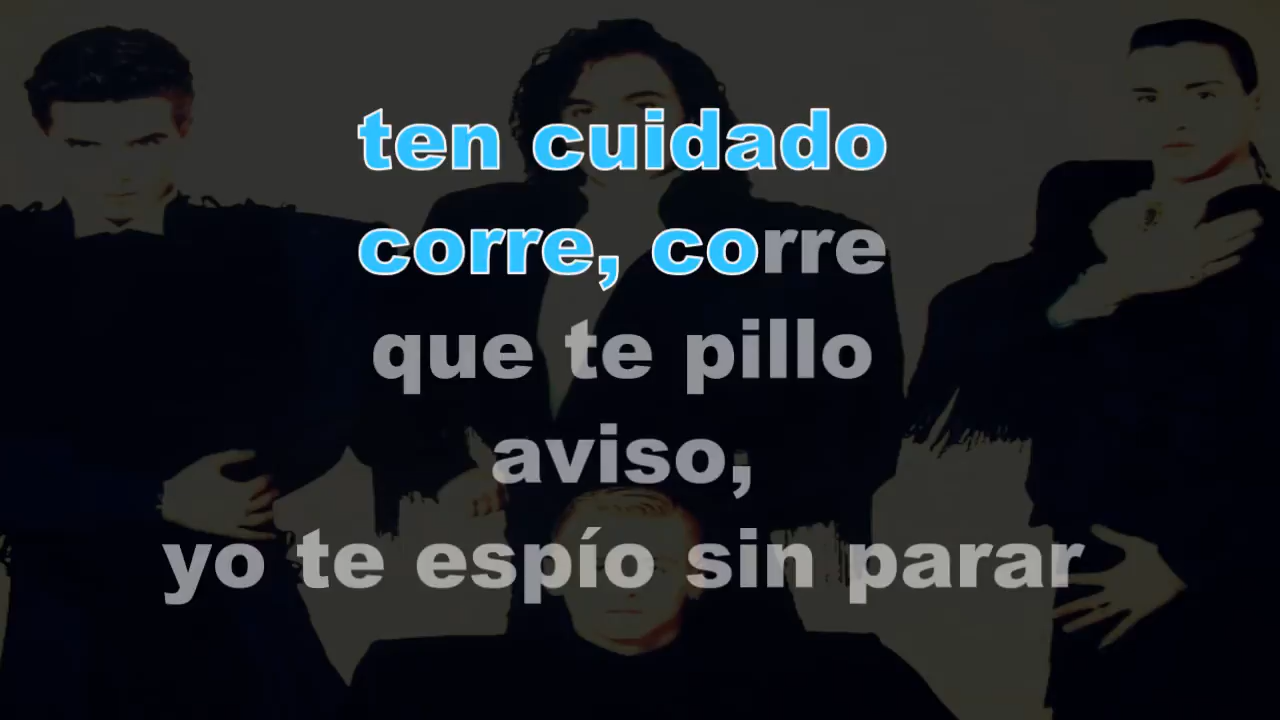 ten cuidado
corre, corre
que te pillo
aviso,
yo te espío sin parar